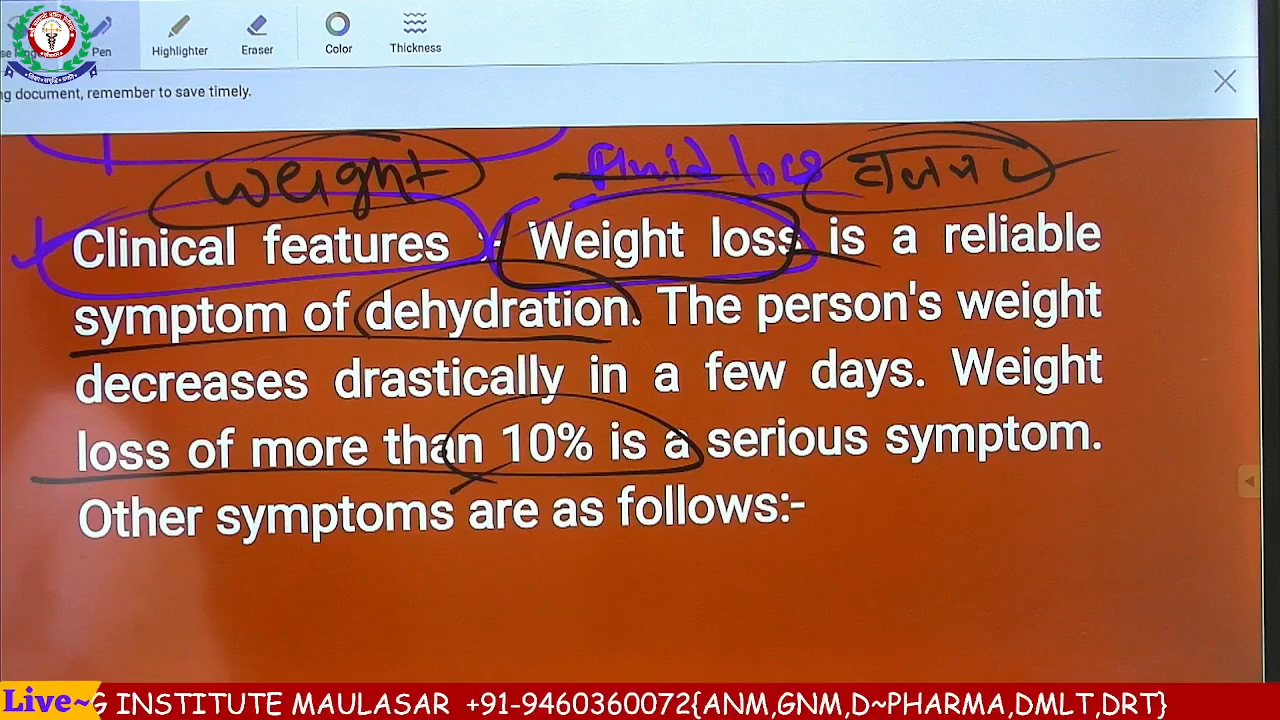 Pen
Highlighter
Eraser
Color
Thickness
ng document, remember to save timely.
weight
fluid loss
Clinical features :- Weight loss is a reliable
symptom of dehydration. The person's weight
decreases drastically in a few days. Weight
loss of more than 10% is a serious symptom.
Other symptoms are as follows:-
Live~
G INSTITUTE MAULASAR +91-9460360072{ANM,GNM,D~PHARMA,DMLT,DRT}